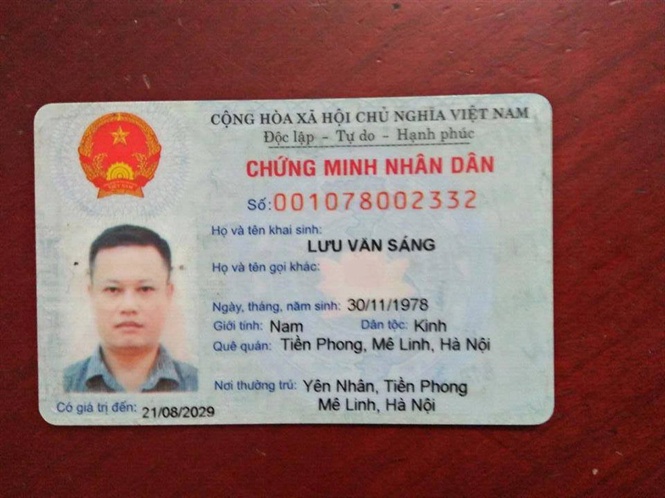 CỘNG HÒA XÃ HỘI CHỦ NGHĨA VIỆT NAM
Độc lập - Tự do - Hạnh phúc
CHỨNG MINH NHÂN DÂN
Số: 001078002332
Họ và tên khai sinh:
LƯU VĂN SÁNG
Họ và tên gọi khác:
Ngày, tháng, năm sinh: 30/11/1978
Giới tính: Nam Dân tộc: Kinh
Quê quán: Tiền Phong, Mê Linh, Hà Nội
Nơi thường trú: Yên Nhân, Tiền Phong
Mê Linh, Hà Nội
Có giá trị đến: 21/08/2029